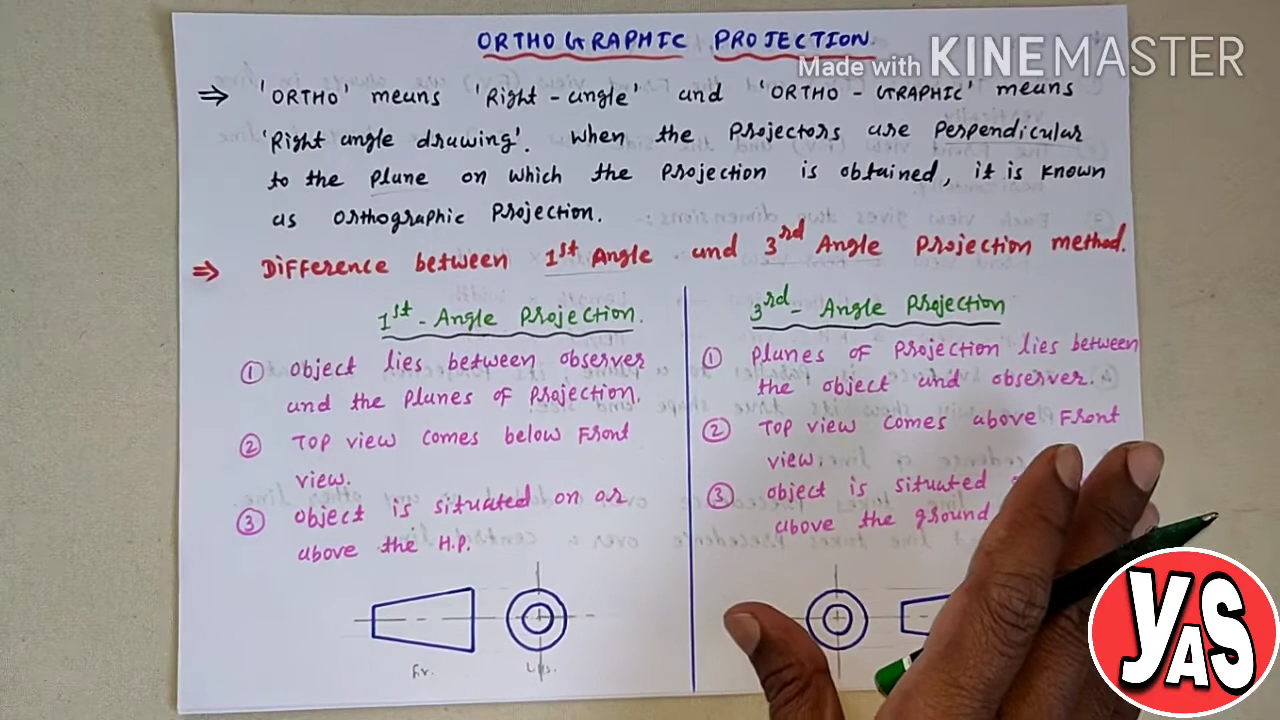 ORTHOGRAPHIC PROJECTION.
Made with KINEMASTER
⇒ 'ORTHO' means 'Right-angle' and 'ORTHO-GRAPHIC' means
'Right angle drawing'. When the projectors are perpendicular
to the plane on which the projection is obtained, it is known
as orthographic projection.
⇒ Difference between 1st Angle and 3rd Angle projection method.
1st-Angle projection.
① object lies between observer
and the planes of projection.
② Top view comes below Front
view.
③ object is situated on or
above the H.P.
F.V.
3rd-Angle projection
① planes of projection lies between
the object and observer.
② Top view comes above Front
view.
③ object is situated
above the ground
YAS